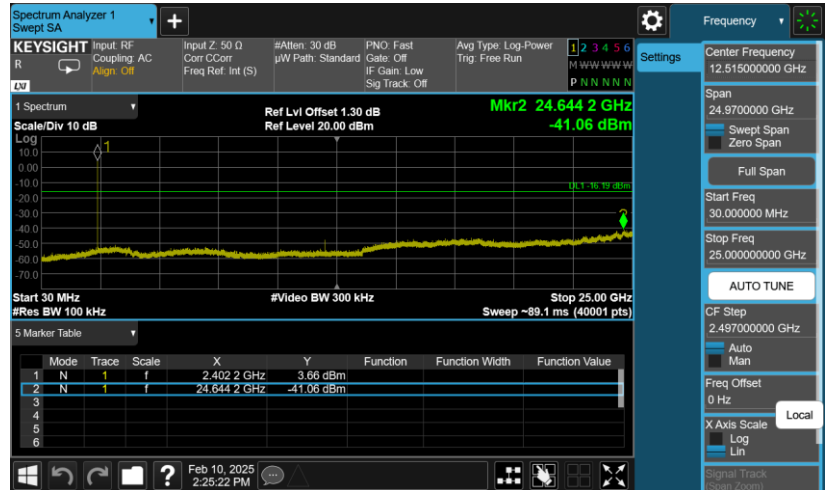 Spectrum Analyzer 1
Swept SA
+
Frequency
KEYSIGHT
R
LXI
Input: RF
Coupling: AC
Align: Off
Input Z: 50 Ω
Corr CCorr
Freq Ref: Int (S)
#Atten: 30 dB
µW Path: Standard
PNO: Fast
Gate: Off
IF Gain: Low
Sig Track: Off
Avg Type: Log-Power
Trig: Free Run
1 2 3 4 5 6
M W W W W W
P N N N N N
Settings
Center Frequency
12.515000000 GHz
Span
24.9700000 GHz
Swept Span
Zero Span
Full Span
Start Freq
30.000000 MHz
Stop Freq
25.000000000 GHz
AUTO TUNE
CF Step
2.497000000 GHz
Auto
Man
Freq Offset
0 Hz
Local
X Axis Scale
Log
Lin
Signal Track
(Span Zoom)
1 Spectrum
Scale/Div 10 dB
Ref Lvl Offset 1.30 dB
Ref Level 20.00 dBm
Mkr2 24.644 2 GHz
-41.06 dBm
Log
10.0
0.00
-10.0
-20.0
-30.0
-40.0
-50.0
-60.0
-70.0
1
DL1 -16.19 dBm
2
Start 30 MHz
#Video BW 300 kHz
Stop 25.00 GHz
#Res BW 100 kHz
Sweep ~89.1 ms (40001 pts)
5 Marker Table
Mode Trace Scale X Y Function Function Width Function Value
1 N 1 f 2.402 2 GHz 3.66 dBm
2 N 1 f 24.644 2 GHz -41.06 dBm
3
4
5
6
?
Feb 10, 2025
2:25:22 PM